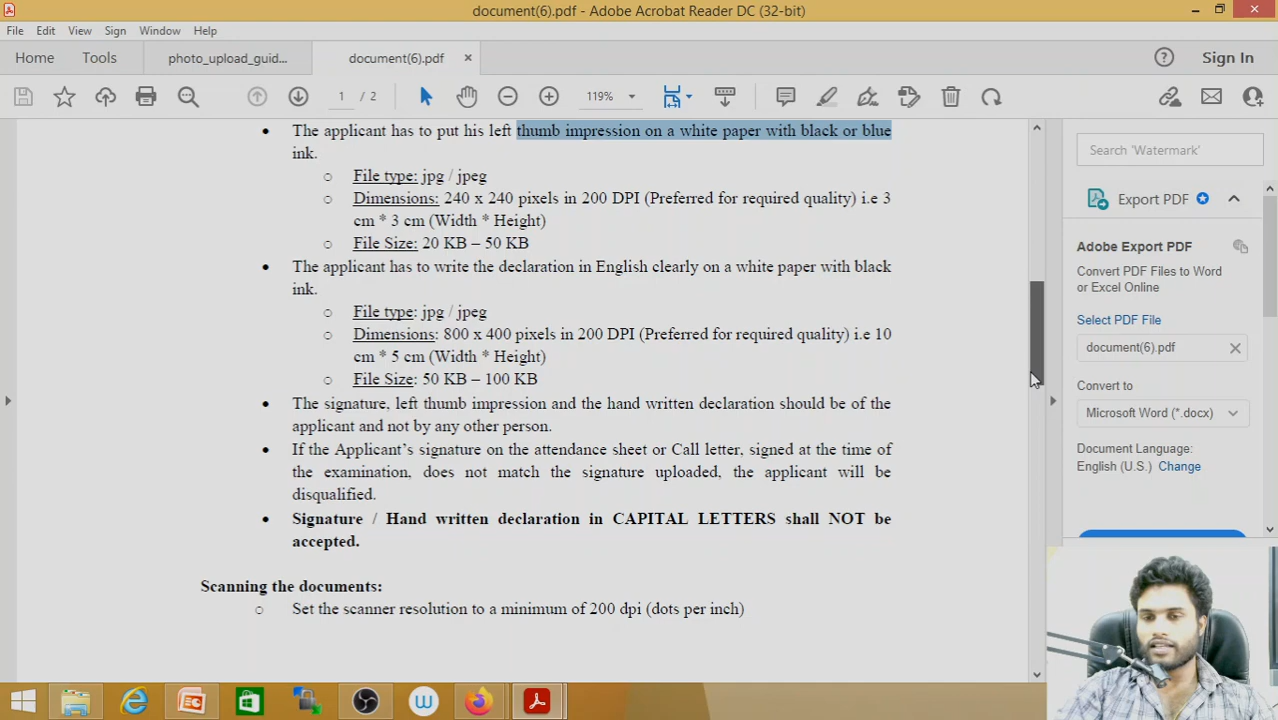 document(6).pdf - Adobe Acrobat Reader DC (32-bit)
File Edit View Sign Window Help
Home Tools photo_upload_guid... document(6).pdf × Sign In
1 / 2 119%
The applicant has to put his left thumb impression on a white paper with black or blue
ink.
File type: jpg / jpeg
Dimensions: 240 x 240 pixels in 200 DPI (Preferred for required quality) i.e 3
cm * 3 cm (Width * Height)
File Size: 20 KB – 50 KB
The applicant has to write the declaration in English clearly on a white paper with black
ink.
File type: jpg / jpeg
Dimensions: 800 x 400 pixels in 200 DPI (Preferred for required quality) i.e 10
cm * 5 cm (Width * Height)
File Size: 50 KB – 100 KB
The signature, left thumb impression and the hand written declaration should be of the
applicant and not by any other person.
If the Applicant's signature on the attendance sheet or Call letter, signed at the time of
the examination, does not match the signature uploaded, the applicant will be
disqualified.
Signature / Hand written declaration in CAPITAL LETTERS shall NOT be
accepted.
Scanning the documents:
Set the scanner resolution to a minimum of 200 dpi (dots per inch)
Search 'Watermark'
Export PDF
Adobe Export PDF
Convert PDF Files to Word
or Excel Online
Select PDF File
document(6).pdf
Convert to
Microsoft Word (*.docx)
Document Language:
English (U.S.) Change